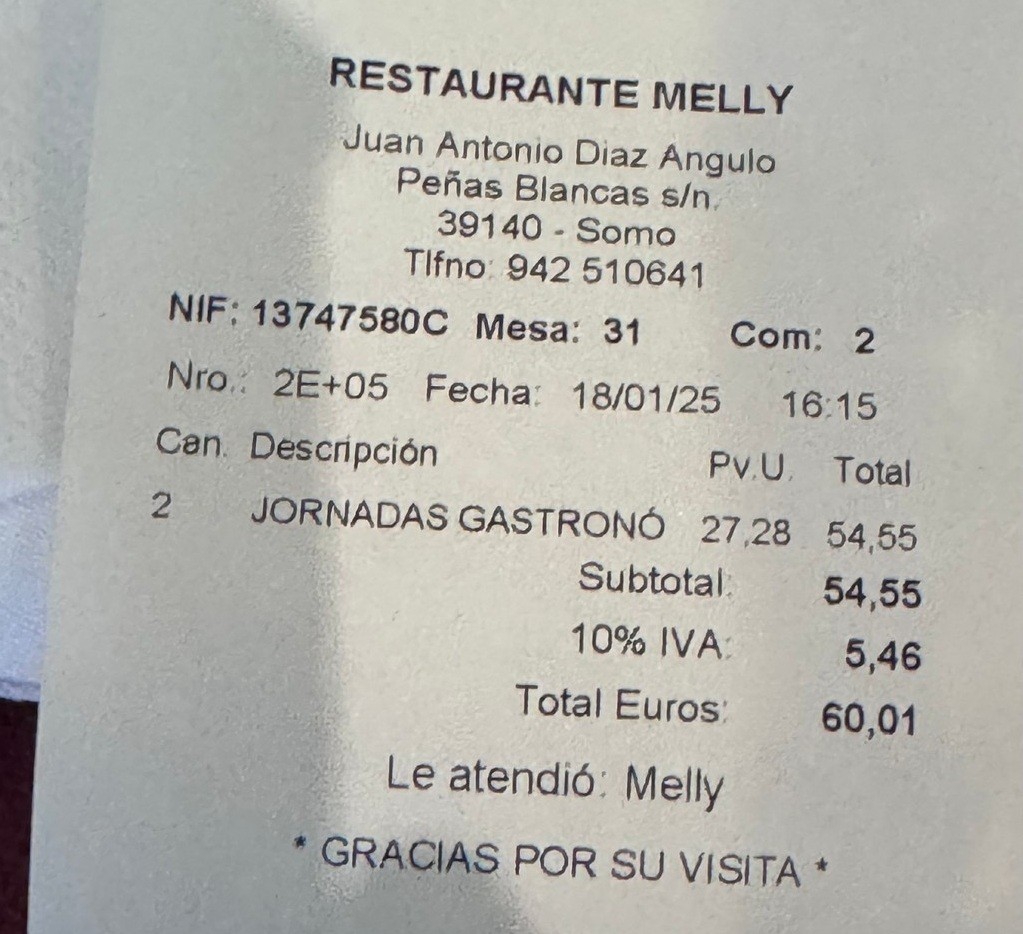 RESTAURANTE MELLY
Juan Antonio Diaz Angulo
Peñas Blancas s/n.
39140 - Somo
Tlfno: 942 510641
NIF: 13747580C Mesa: 31 Com: 2
Nro.: 2E+05 Fecha: 18/01/25 16:15
Can. Descripción Pv.U. Total
2 JORNADAS GASTRONÓ 27,28 54,55
Subtotal: 54,55
10% IVA: 5,46
Total Euros: 60,01
Le atendió: Melly
* GRACIAS POR SU VISITA *